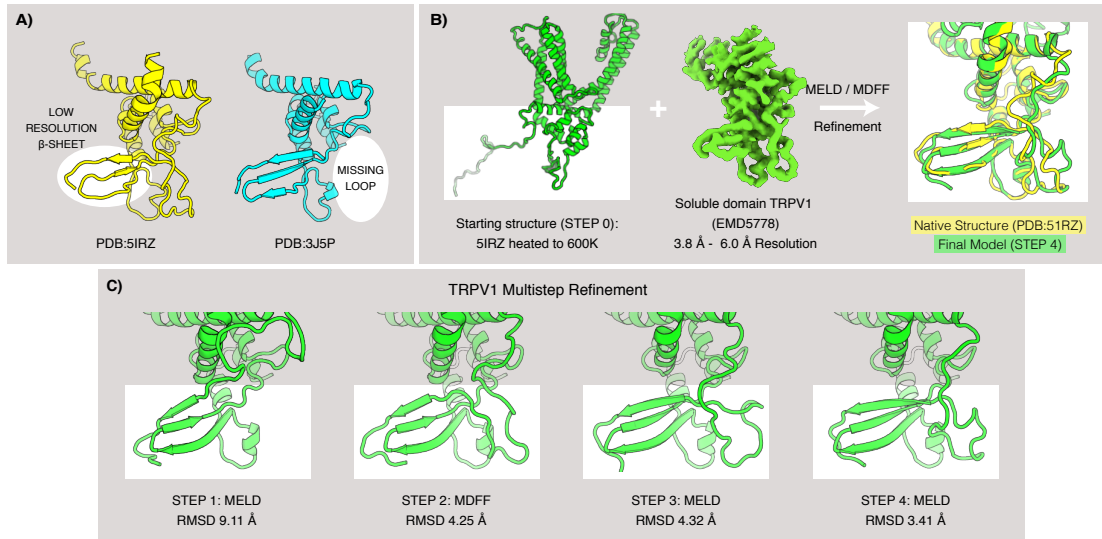 A)
LOW
RESOLUTION
β-SHEET
MISSING
LOOP
PDB:5IRZ
PDB:3J5P
B)
+
MELD / MDFF
Refinement
Starting structure (STEP 0):
5IRZ heated to 600K
Soluble domain TRPV1
(EMD5778)
3.8 Å - 6.0 Å Resolution
Native Structure (PDB:51RZ)
Final Model (STEP 4)
C)
TRPV1 Multistep Refinement
STEP 1: MELD
RMSD 9.11 Å
STEP 2: MDFF
RMSD 4.25 Å
STEP 3: MELD
RMSD 4.32 Å
STEP 4: MELD
RMSD 3.41 Å